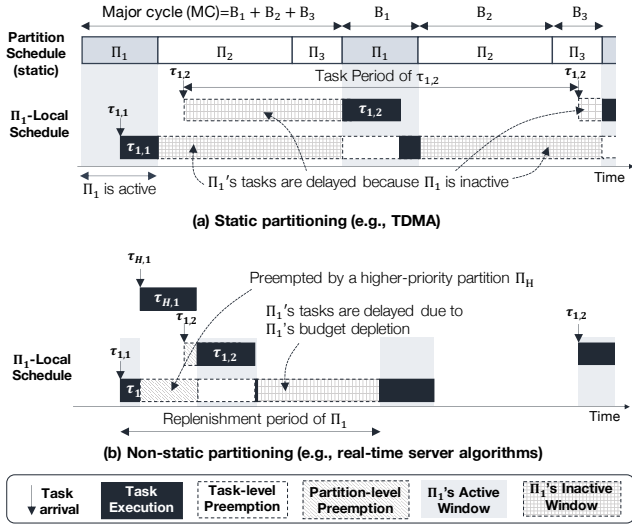 Major cycle (MC)=B₁ + B₂ + B₃ B₁ B₂ B₃
Partition Schedule (static)
Π₁ Π₂ Π₃ Π₁ Π₂ Π₃
τ₁,₂ Task Period of τ₁,₂ τ₁,₂
Π₁-Local Schedule
τ₁,₁ τ₁,₂
τ₁,₁
Π₁ is active
Π₁'s tasks are delayed because Π₁ is inactive
Time
(a) Static partitioning (e.g., TDMA)
τH,1
Preempted by a higher-priority partition ΠH
τH,1
Π₁'s tasks are delayed due to
Π₁'s budget depletion
τ₁,₂ τ₁,₂
Π₁-Local Schedule
τ₁,₁ τ₁,₂
τ₁
Replenishment period of Π₁
Time
(b) Non-static partitioning (e.g., real-time server algorithms)
Task arrival
Task Execution
Task-level Preemption
Partition-level Preemption
Π₁'s Active Window
Π₁'s Inactive Window